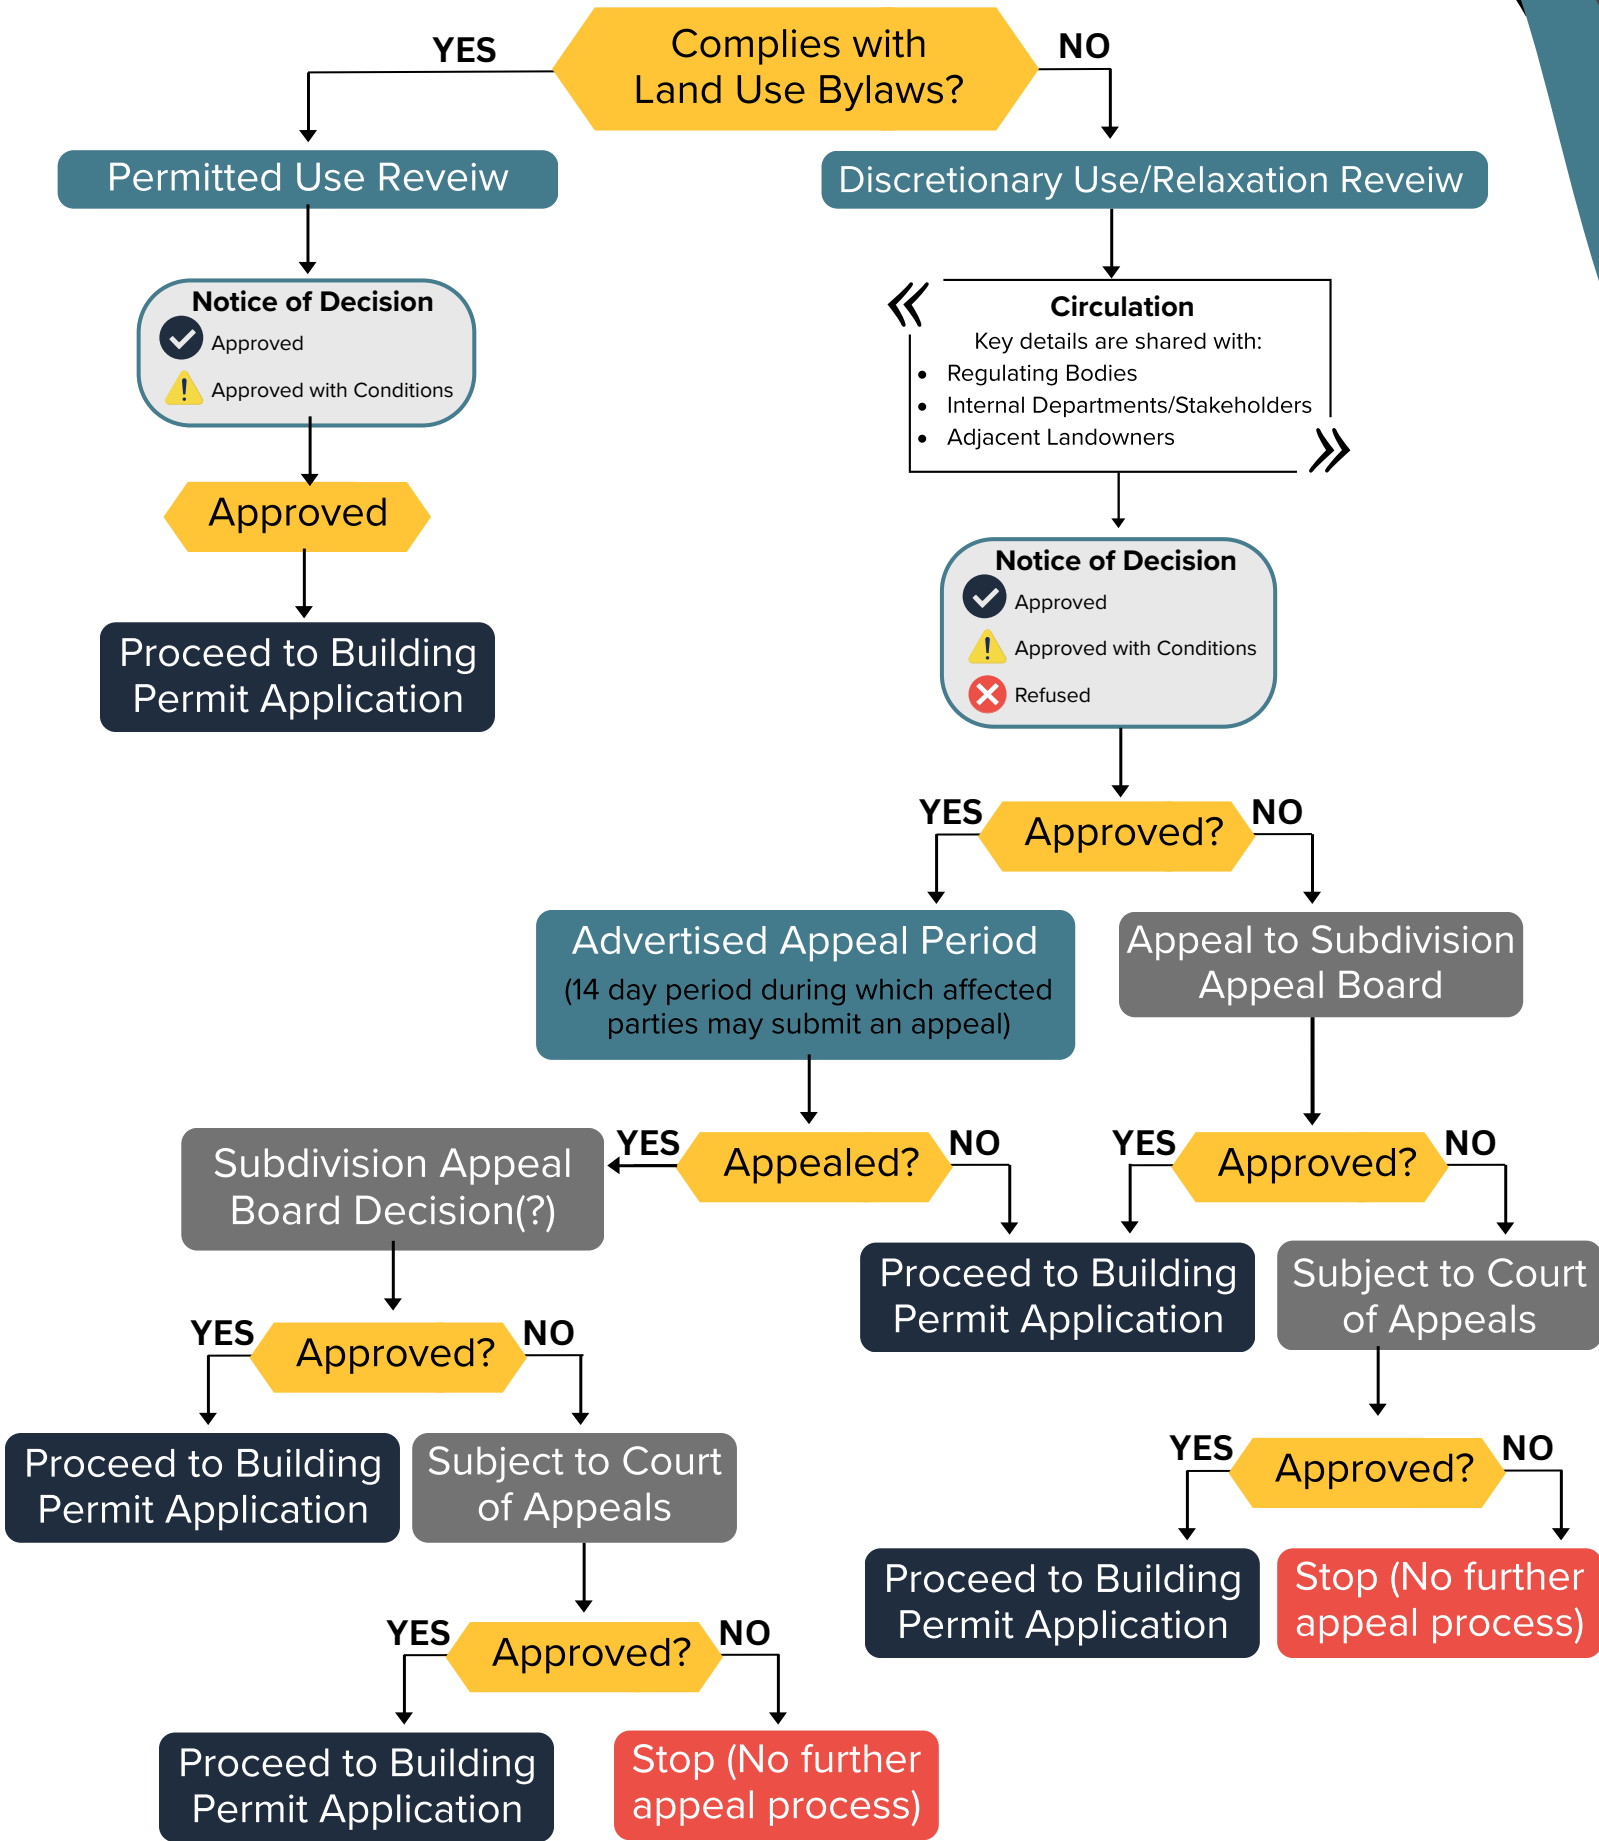 Complies with
Land Use Bylaws?
YES
NO
Permitted Use Reveiw
Discretionary Use/Relaxation Reveiw
Notice of Decision
Approved
Approved with Conditions
Approved
Proceed to Building
Permit Application
Circulation
Key details are shared with:
• Regulating Bodies
• Internal Departments/Stakeholders
• Adjacent Landowners
Notice of Decision
Approved
Approved with Conditions
Refused
YES
Approved?
NO
Advertised Appeal Period
(14 day period during which affected
parties may submit an appeal)
Appeal to Subdivision
Appeal Board
YES
Appealed?
NO
YES
Approved?
NO
Subdivision Appeal
Board Decision(?)
Proceed to Building
Permit Application
Subject to Court
of Appeals
YES
Approved?
NO
YES
Approved?
NO
Proceed to Building
Permit Application
Subject to Court
of Appeals
Proceed to Building
Permit Application
Stop (No further
appeal process)
YES
Approved?
NO
Proceed to Building
Permit Application
Stop (No further
appeal process)